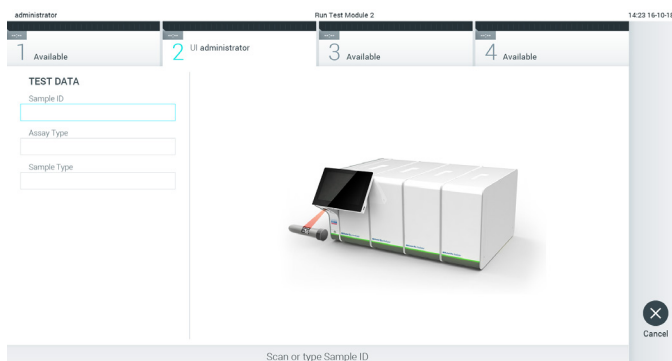 administrator
Run Test Module 2
14:23 16-10-18
--:--
1 Available
--:--
2 UI administrator
--:--
3 Available
--:--
4 Available
TEST DATA
Sample ID
Assay Type
Sample Type
Cancel
Scan or type Sample ID